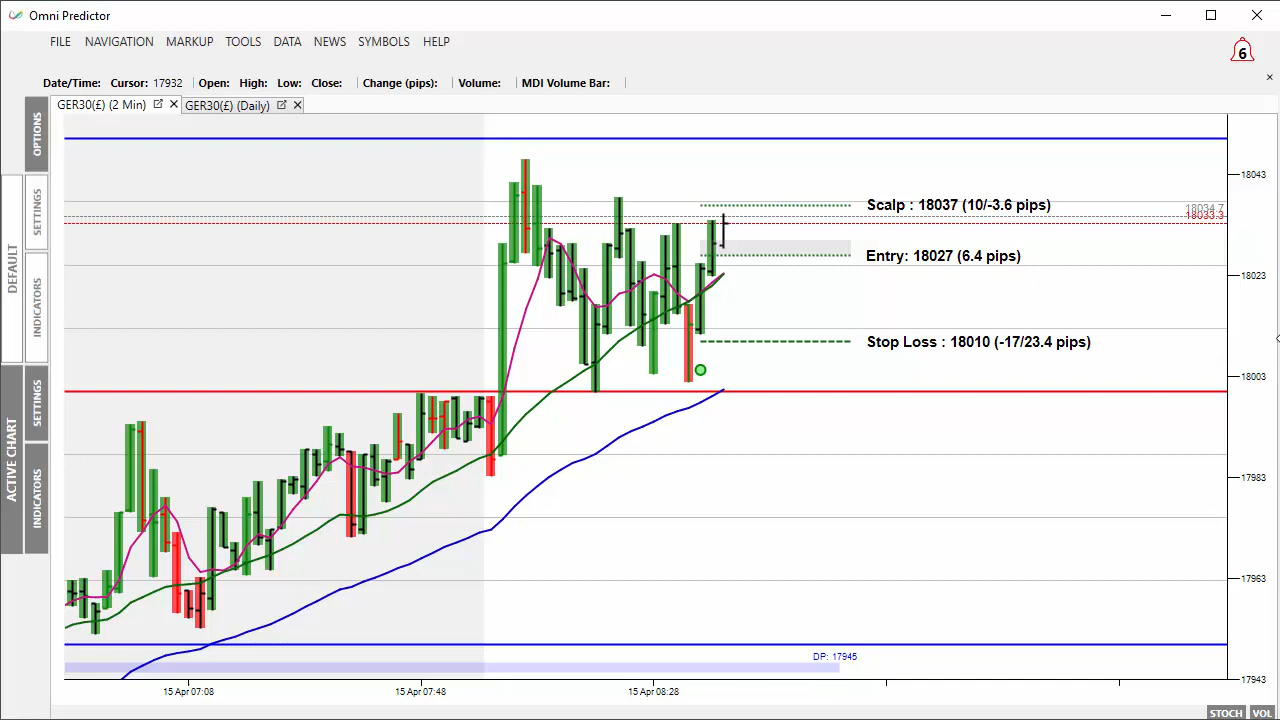 Omni Predictor
FILE NAVIGATION MARKUP TOOLS DATA NEWS SYMBOLS HELP
6
Date/Time: Cursor: 17932 Open: High: Low: Close: Change (pips): Volume: MDI Volume Bar:
GER30(£) (2 Min) GER30(£) (Daily)
OPTIONS
SETTINGS
INDICATORS
DEFAULT
SETTINGS
INDICATORS
ACTIVE CHART
18043
Scalp : 18037 (10/-3.6 pips)
18034.7
18033.3
Entry: 18027 (6.4 pips)
18023
Stop Loss : 18010 (-17/23.4 pips)
18003
17983
17963
DP: 17945
17943
15 Apr 07:08 15 Apr 07:48 15 Apr 08:28
STOCH VOL